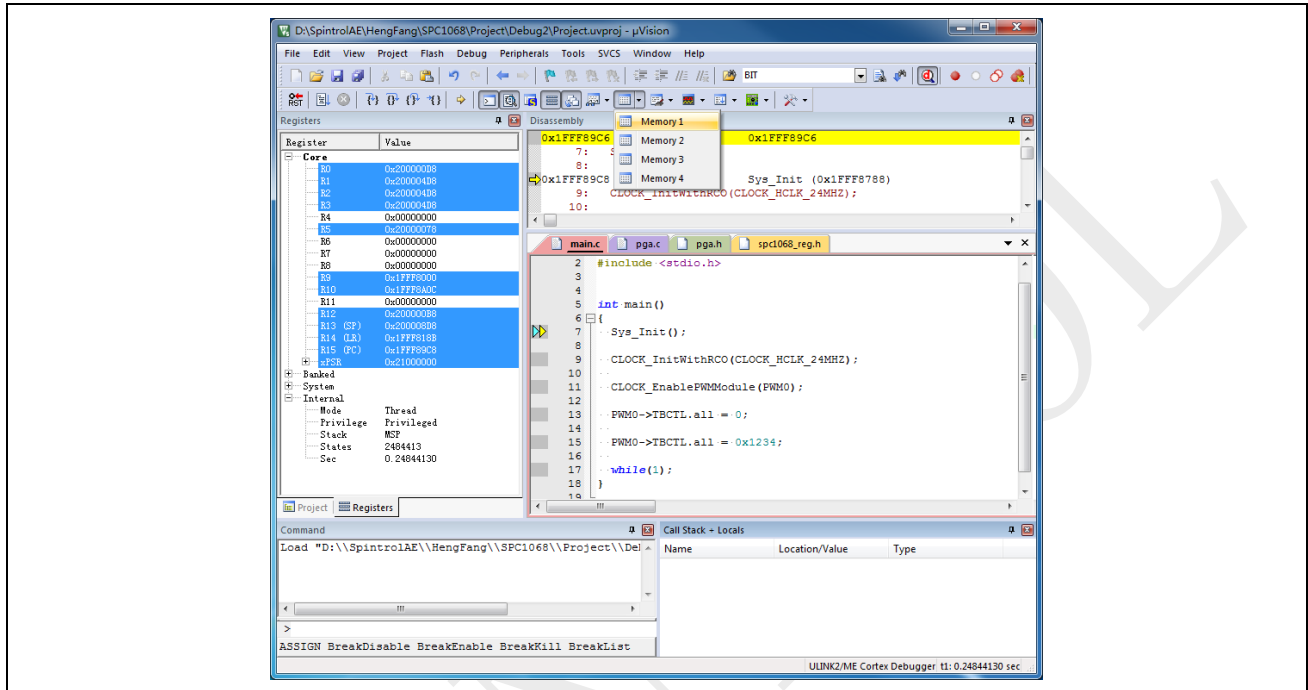 D:\SpintrolAE\HengFang\SPC1068\Project\Debug2\Project.uvproj - µVision
File Edit View Project Flash Debug Peripherals Tools SVCS Window Help
BIT
RST
Registers
Register Value
Core
R0 0x200000D8
R1 0x200004D8
R2 0x200004D8
R3 0x200004D8
R4 0x00000000
R5 0x20000078
R6 0x00000000
R7 0x00000000
R8 0x00000000
R9 0x1FFF8000
R10 0x1FFF8A0C
R11 0x00000000
R12 0x200000B8
R13 (SP) 0x200008D8
R14 (LR) 0x1FFF818B
R15 (PC) 0x1FFF89C8
xPSR 0x21000000
Banked
System
Internal
Mode Thread
Privilege Privileged
Stack MSP
States 2484413
Sec 0.24844130
Project Registers
Disassembly
0x1FFF89C6 0x1FFF89C6
7: S
8:
0x1FFF89C8 Sys_Init (0x1FFF8788)
9: CLOCK_InitWithRCO(CLOCK_HCLK_24MHZ);
10:
Memory 1
Memory 2
Memory 3
Memory 4
main.c pga.c pga.h spc1068_reg.h
2 #include <stdio.h>
3
4
5 int main()
6 {
7 Sys_Init();
8
9 CLOCK_InitWithRCO(CLOCK_HCLK_24MHZ);
10
11 CLOCK_EnablePWMModule(PWM0);
12
13 PWM0->TBCTL.all = 0;
14
15 PWM0->TBCTL.all = 0x1234;
16
17 while(1);
18 }
19
Command
Load "D:\\SpintrolAE\\HengFang\\SPC1068\\Project\\Del
>
ASSIGN BreakDisable BreakEnable BreakKill BreakList
Call Stack + Locals
Name Location/Value Type
ULINK2/ME Cortex Debugger t1: 0.24844130 sec